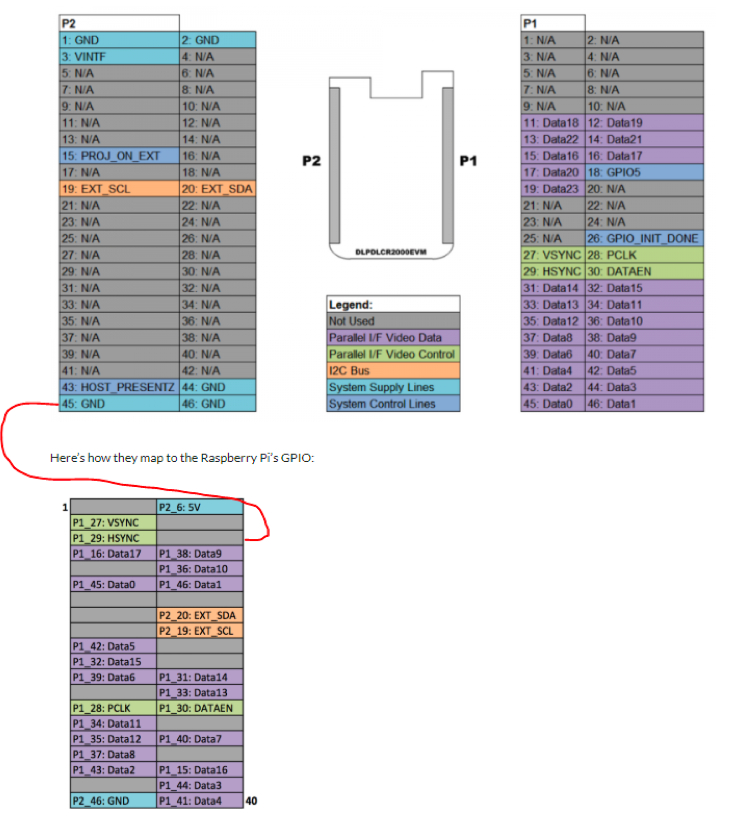 P2
1: GND 2: GND
3: VINTF 4: N/A
5: N/A 6: N/A
7: N/A 8: N/A
9: N/A 10: N/A
11: N/A 12: N/A
13: N/A 14: N/A
15: PROJ_ON_EXT 16: N/A
17: N/A 18: N/A
19: EXT_SCL 20: EXT_SDA
21: N/A 22: N/A
23: N/A 24: N/A
25: N/A 26: N/A
27: N/A 28: N/A
29: N/A 30: N/A
31: N/A 32: N/A
33: N/A 34: N/A
35: N/A 36: N/A
37: N/A 38: N/A
39: N/A 40: N/A
41: N/A 42: N/A
43: HOST_PRESENTZ 44: GND
45: GND 46: GND
P2 P1
DLPDLCR2000EVM
Legend:
Not Used
Parallel I/F Video Data
Parallel I/F Video Control
I2C Bus
System Supply Lines
System Control Lines
P1
1: N/A 2: N/A
3: N/A 4: N/A
5: N/A 6: N/A
7: N/A 8: N/A
9: N/A 10: N/A
11: Data18 12: Data19
13: Data22 14: Data21
15: Data16 16: Data17
17: Data20 18: GPIO5
19: Data23 20: N/A
21: N/A 22: N/A
23: N/A 24: N/A
25: N/A 26: GPIO_INIT_DONE
27: VSYNC 28: PCLK
29: HSYNC 30: DATAEN
31: Data14 32: Data15
33: Data13 34: Data11
35: Data12 36: Data10
37: Data8 38: Data9
39: Data6 40: Data7
41: Data4 42: Data5
43: Data2 44: Data3
45: Data0 46: Data1
Here's how they map to the Raspberry Pi's GPIO:
1 P2_6: 5V
P1_27: VSYNC
P1_29: HSYNC
P1_16: Data17 P1_38: Data9
P1_36: Data10
P1_45: Data0 P1_46: Data1
P2_20: EXT_SDA
P2_19: EXT_SCL
P1_42: Data5
P1_32: Data15
P1_39: Data6 P1_31: Data14
P1_33: Data13
P1_28: PCLK P1_30: DATAEN
P1_34: Data11
P1_35: Data12 P1_40: Data7
P1_37: Data8
P1_43: Data2 P1_15: Data16
P1_44: Data3
P2_46: GND P1_41: Data4 40